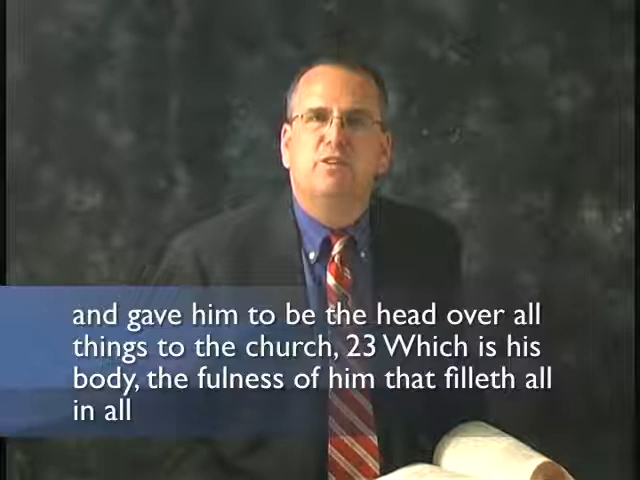 and gave him to be the head over all
things to the church, 23 Which is his
body, the fulness of him that filleth all
in all